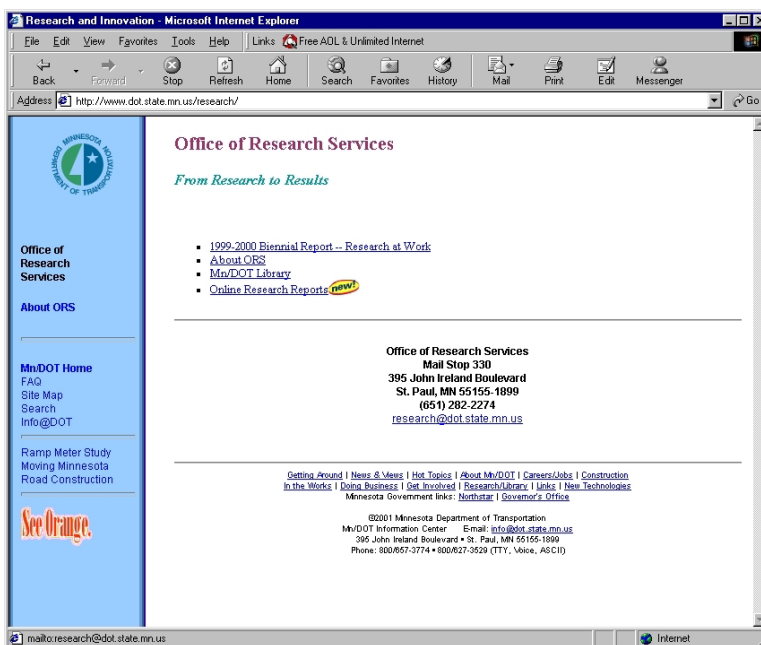 Research and Innovation - Microsoft Internet Explorer
File Edit View Favorites Tools Help Links Free AOL & Unlimited Internet
Back Forward Stop Refresh Home Search Favorites History Mail Print Edit Messenger
Address http://www.dot.state.mn.us/research/ Go
MINNESOTA DEPARTMENT OF TRANSPORTATION
Office of
Research
Services
About ORS
Mn/DOT Home
FAQ
Site Map
Search
Info@DOT
Ramp Meter Study
Moving Minnesota
Road Construction
See Orange.
Office of Research Services
From Research to Results
1999-2000 Biennial Report -- Research at Work
About ORS
Mn/DOT Library
Online Research Reports new!
Office of Research Services
Mail Stop 330
395 John Ireland Boulevard
St. Paul, MN 55155-1899
(651) 282-2274
research@dot.state.mn.us
Getting Around | News & Views | Hot Topics | About Mn/DOT | Careers/Jobs | Construction
In the Works | Doing Business | Get Involved | Research/Library | Links | New Technologies
Minnesota Government links: Northstar | Governor's Office
©2001 Minnesota Department of Transportation
Mn/DOT Information Center E-mail: info@dot.state.mn.us
395 John Ireland Boulevard • St. Paul, MN 55155-1899
Phone: 800/657-3774 • 800/627-3529 (TTY, Voice, ASCII)
mailto:research@dot.state.mn.us Internet